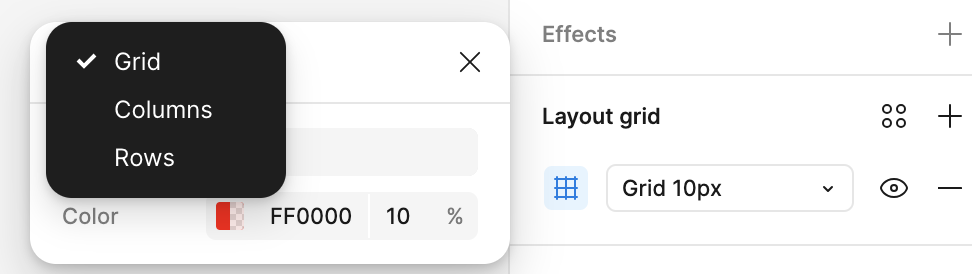 Grid
Columns
Rows
Color FF0000 10 %
Effects
Layout grid
Grid 10px